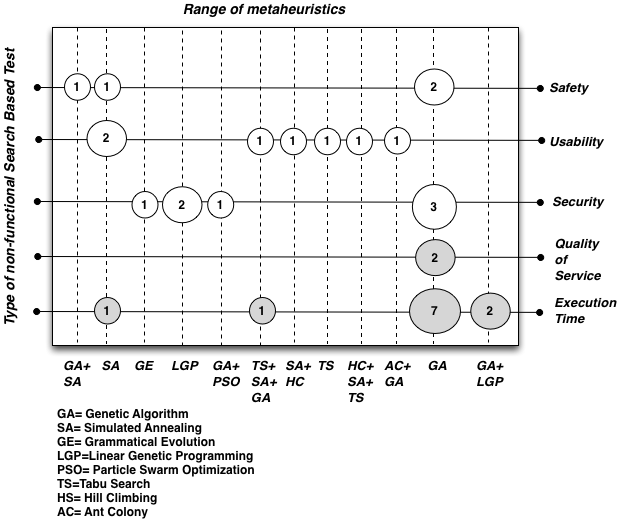 Range of metaheuristics
Type of non-functional Search Based Test
1 1 2 Safety
2 1 1 1 1 1 Usability
1 2 1 3 Security
2 Quality
of
Service
1 1 7 2 Execution
Time
GA+ SA GE LGP GA+ TS+ SA+ TS HC+ AC+ GA GA+
SA PSO SA+ HC SA+ GA LGP
GA TS
GA= Genetic Algorithm
SA= Simulated Annealing
GE= Grammatical Evolution
LGP=Linear Genetic Programming
PSO= Particle Swarm Optimization
TS=Tabu Search
HS= Hill Climbing
AC= Ant Colony